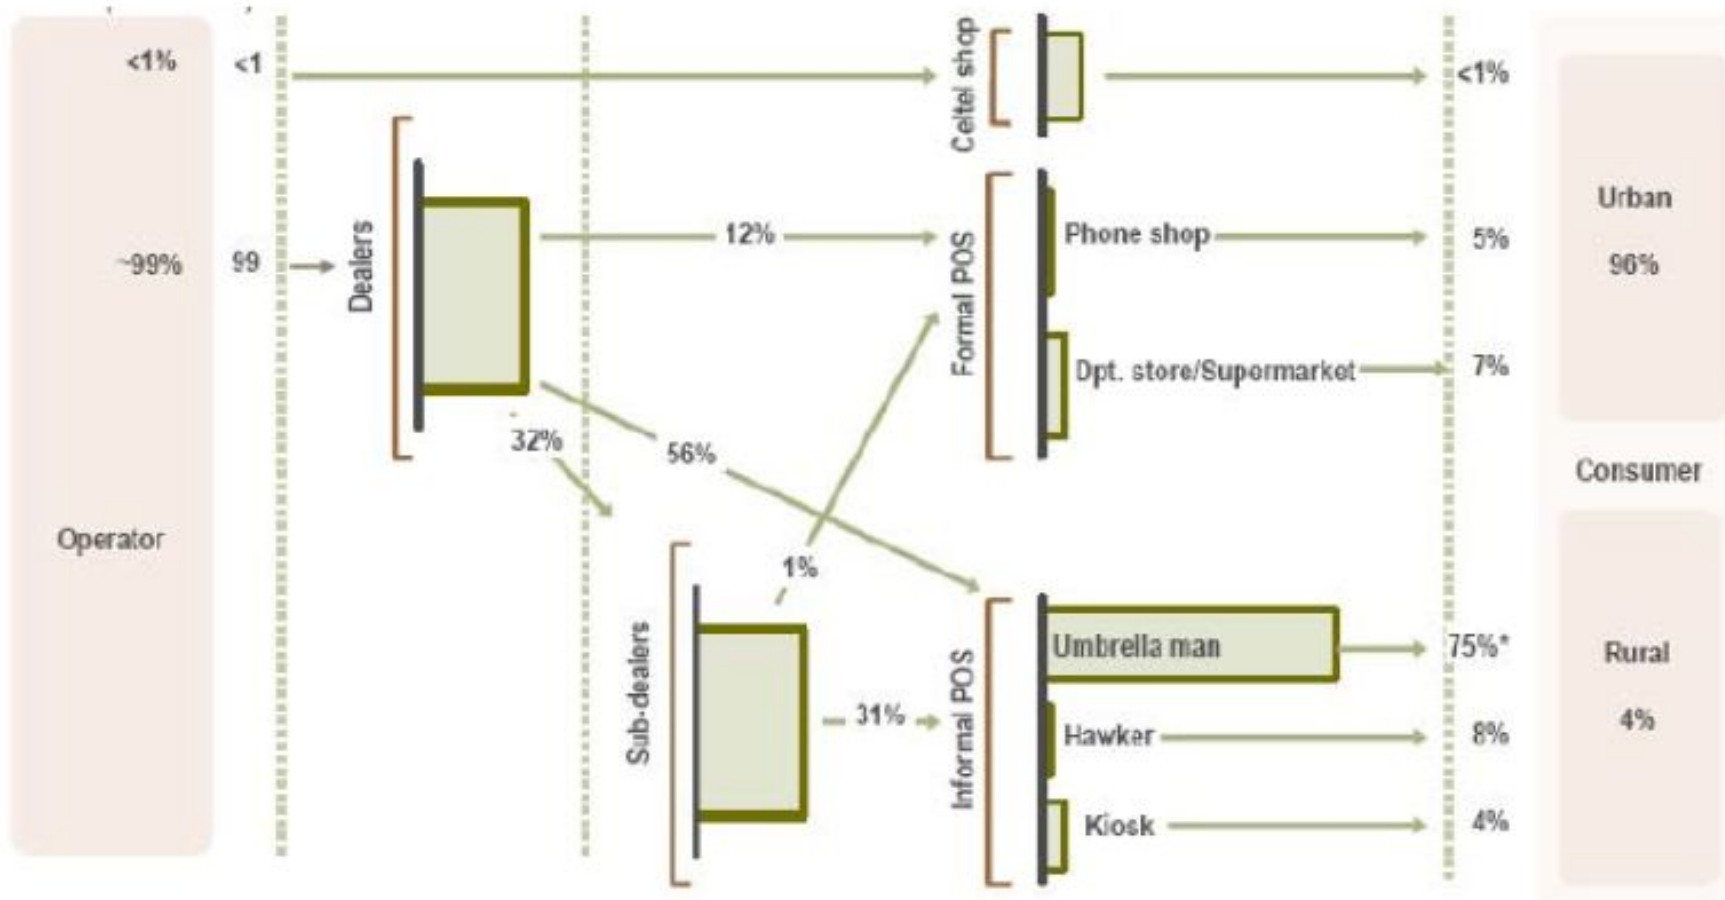 <1% <1
Celtel shop
<1%
~99% 99
Dealers
12%
Formal POS
Phone shop
5%
Dpt. store/Supermarket
7%
32%
56%
Urban
96%
Consumer
Operator
Sub-dealers
1%
31%
Informal POS
Umbrella man
75%*
Hawker
8%
Kiosk
4%
Rural
4%